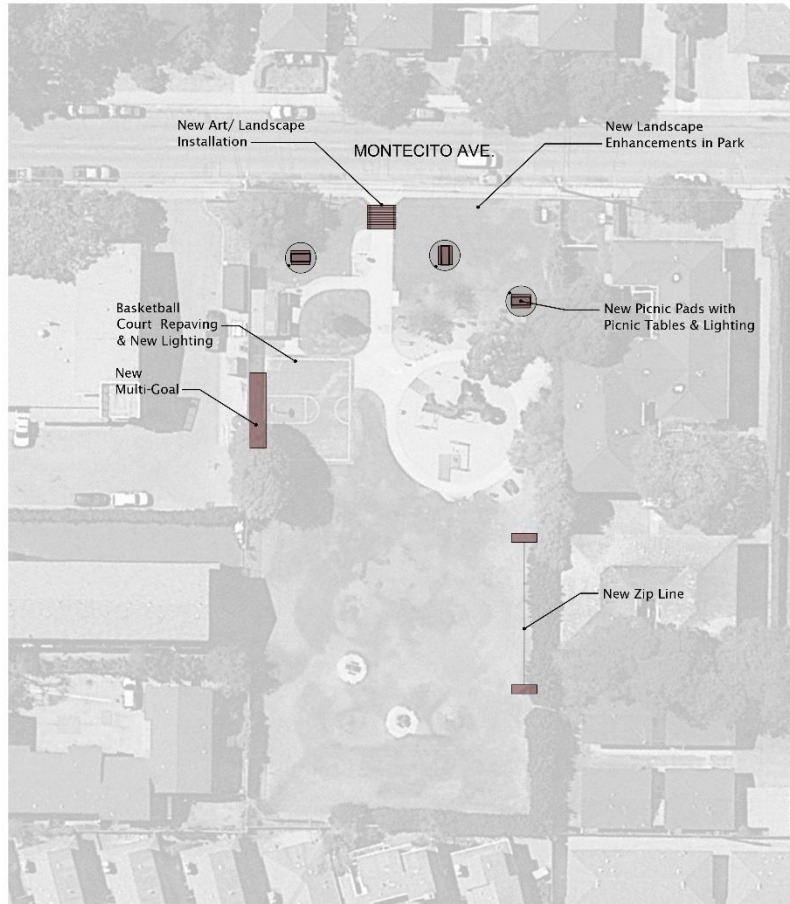 New Art/ Landscape
Installation
MONTECITO AVE.
New Landscape
Enhancements in Park
Basketball
Court Repaving
& New Lighting
New Picnic Pads with
Picnic Tables & Lighting
New
Multi-Goal
New Zip Line